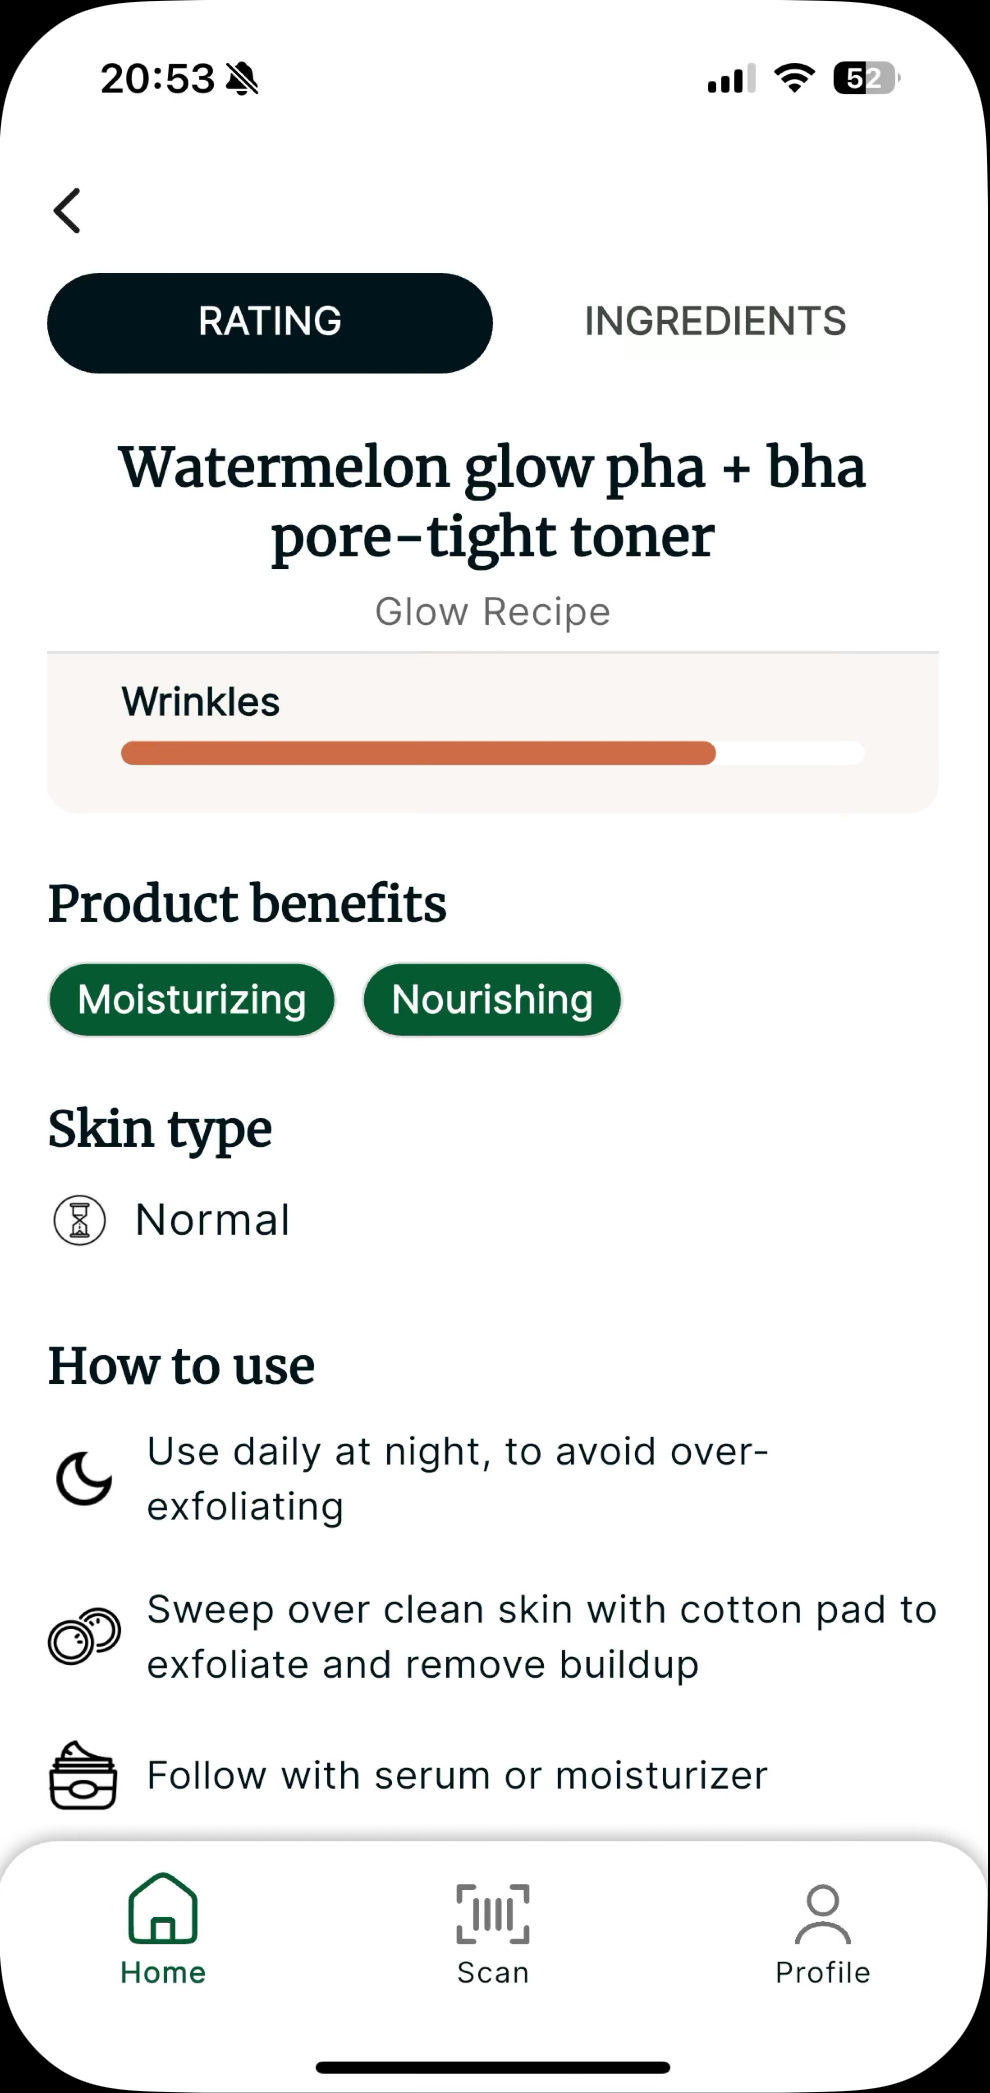 20:53
52
RATING
INGREDIENTS
Watermelon glow pha + bha
pore-tight toner
Glow Recipe
Wrinkles
Product benefits
Moisturizing
Nourishing
Skin type
Normal
How to use
Use daily at night, to avoid over-
exfoliating
Sweep over clean skin with cotton pad to
exfoliate and remove buildup
Follow with serum or moisturizer
Home
Scan
Profile